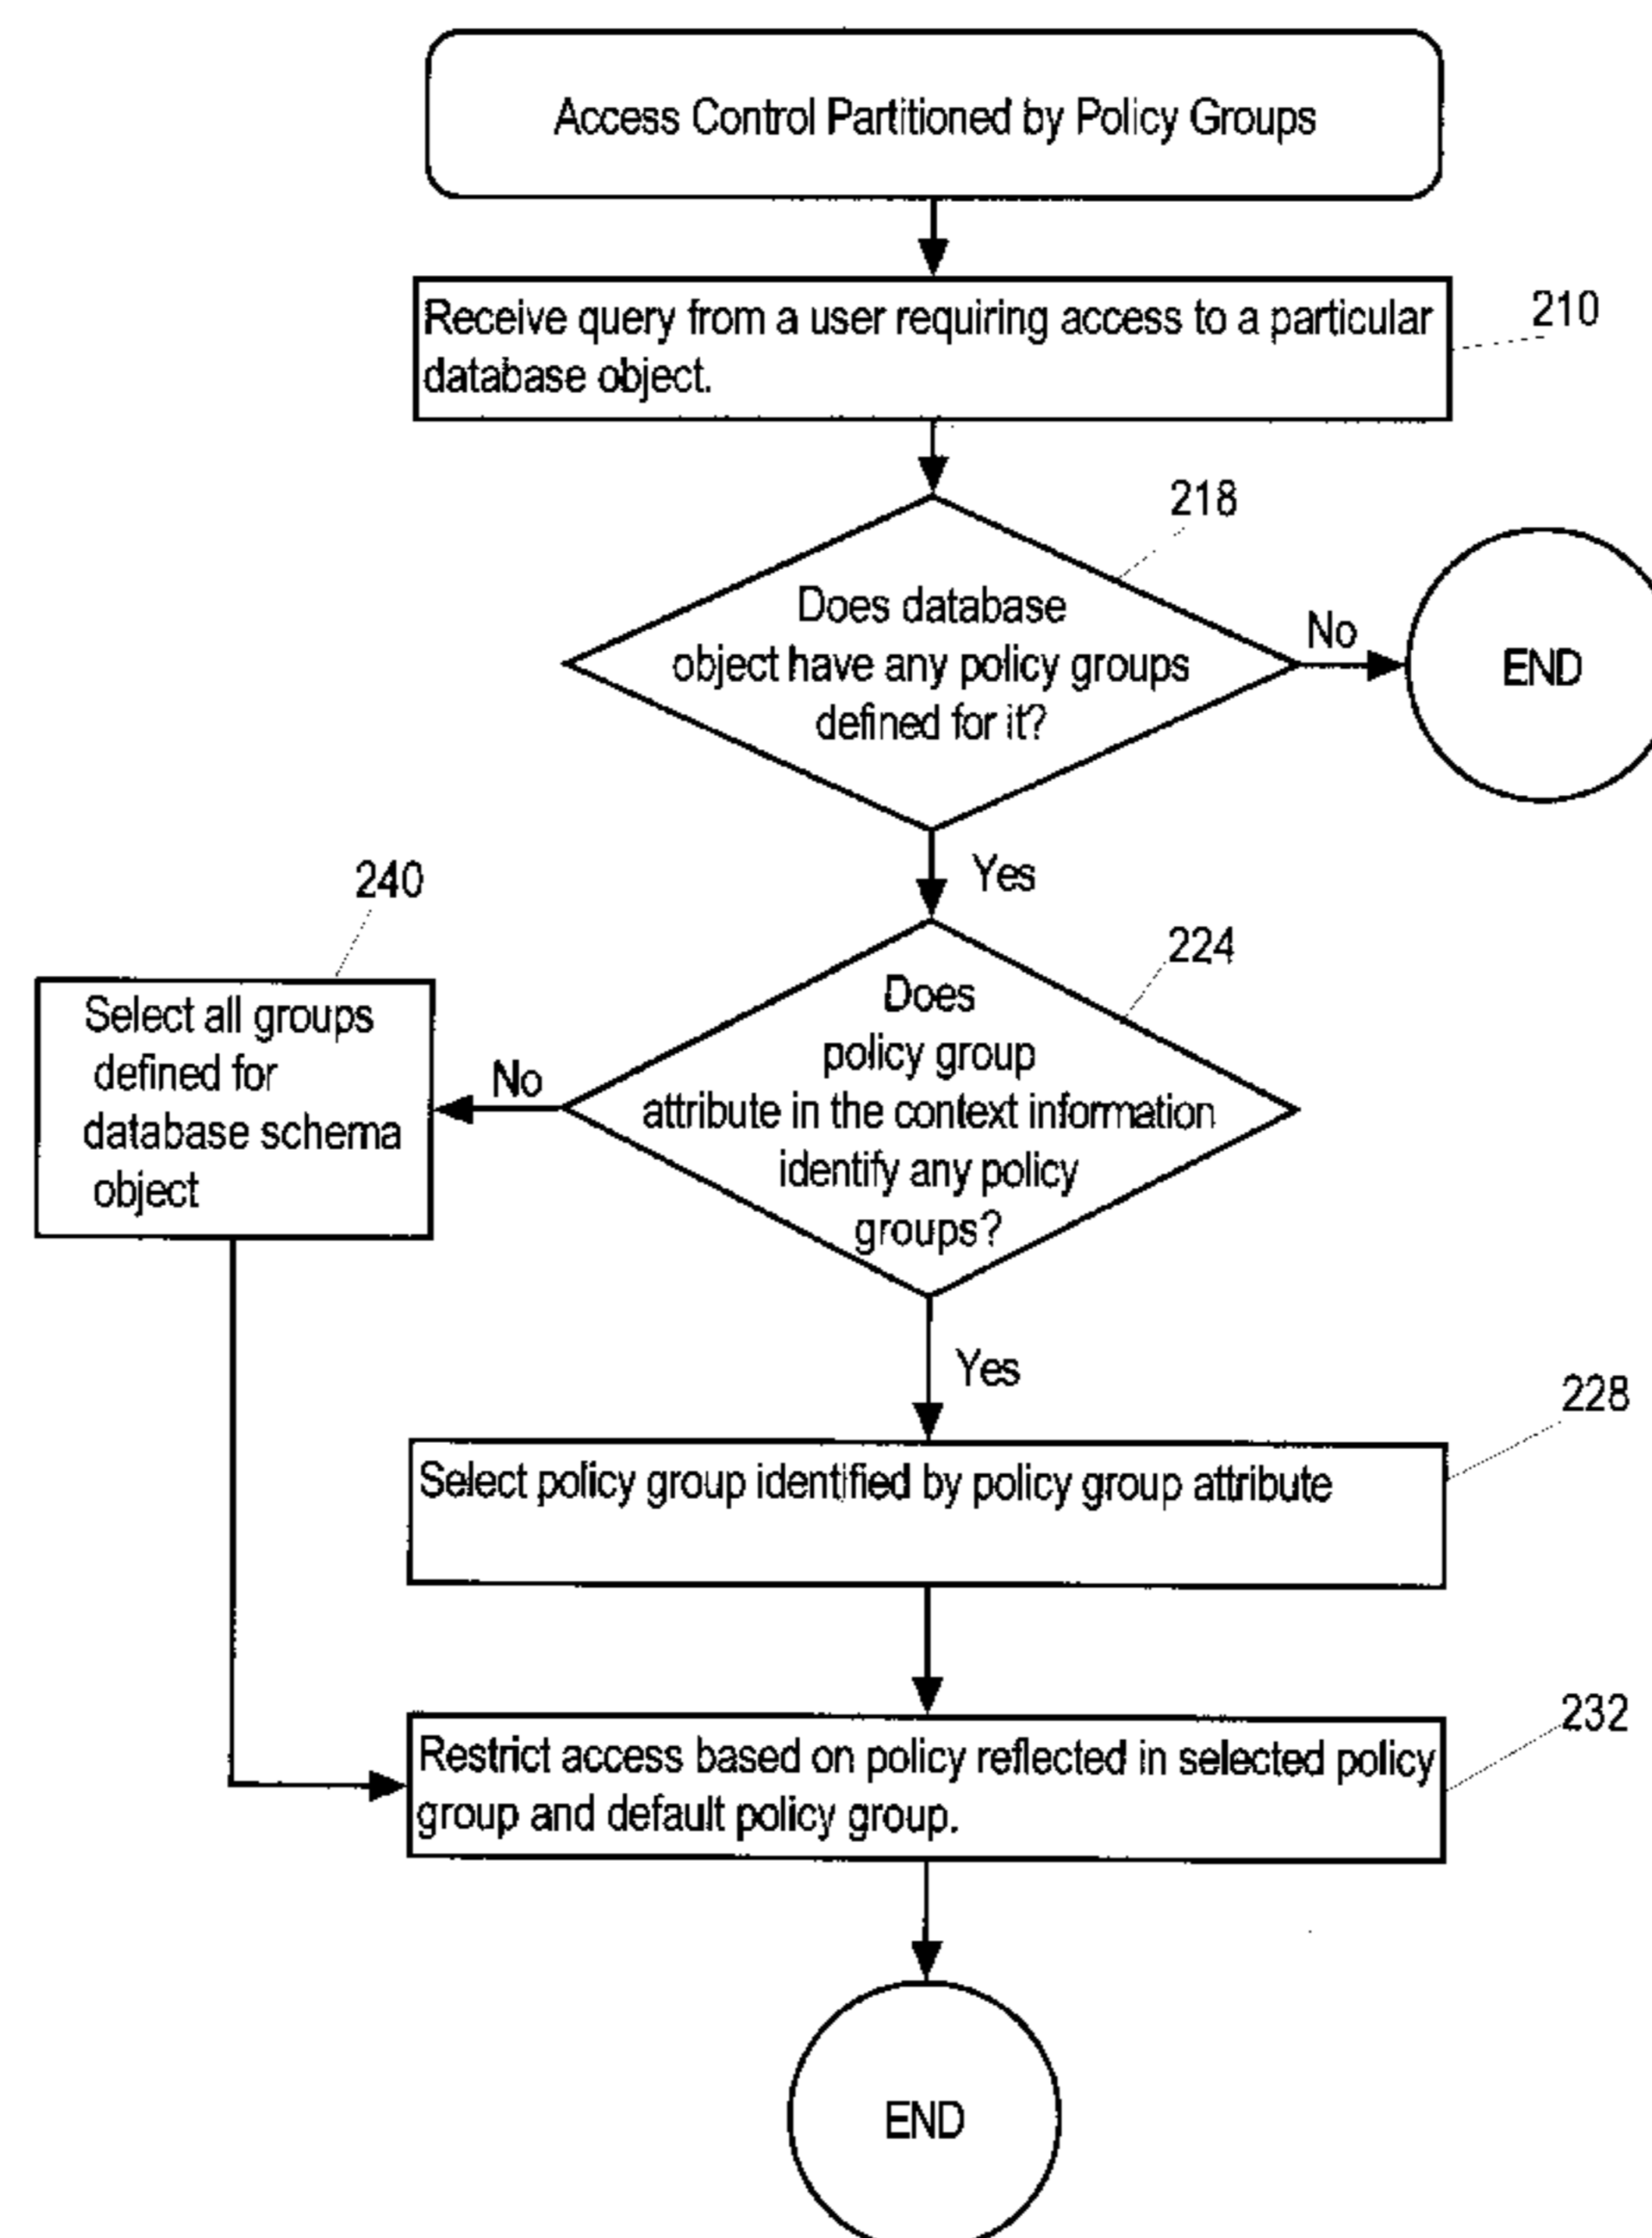 Access Control Partitioned by Policy Groups
Receive query from a user requiring access to a particular
database object.
210
218
Does database
object have any policy groups
defined for it?
No
END
Yes
240
224
Select all groups
defined for
database schema
object
No
Does
policy group
attribute in the context information
identify any policy
groups?
Yes
228
Select policy group identified by policy group attribute
232
Restrict access based on policy reflected in selected policy
group and default policy group.
END